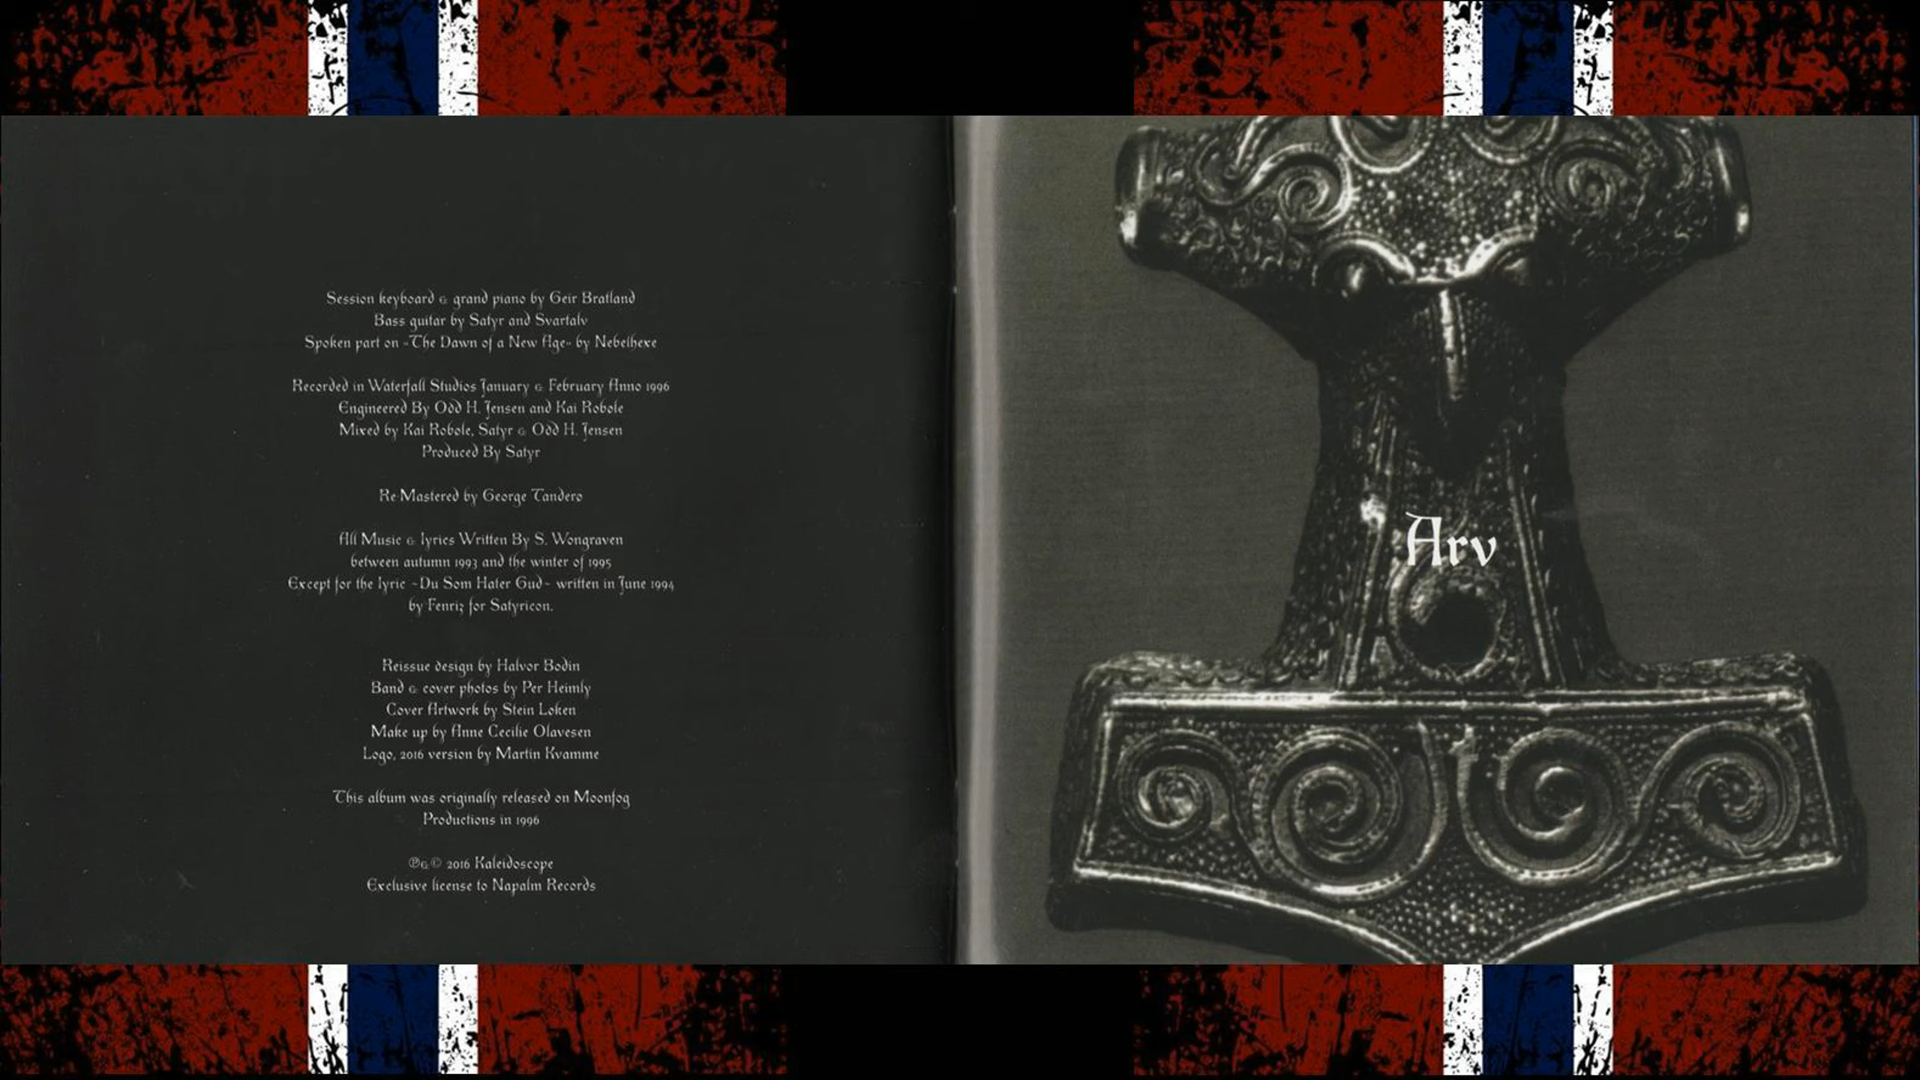 Session keyboard & grand piano by Geir Bratland
Bass guitar by Satyr and Svartalv
Spoken part on ~The Dawn of a New Age~ by Nebelhexe
Recorded in Waterfall Studios January & February Anno 1996
Engineered By Odd H. Jensen and Kai Robole
Mixed by Kai Robole, Satyr & Odd H. Jensen
Produced By Satyr
Re-Mastered by George Tandero
All Music & lyrics Written By S. Wongraven
between autumn 1993 and the winter of 1995
Except for the lyric ~Du Som Hater Gud~ written in June 1994
by Fenriz for Satyricon.
Reissue design by Halvor Bodin
Band & cover photos by Per Heimly
Cover Artwork by Stein Løken
Make up by Anne Cecilie Olavesen
Logo, 2016 version by Martin Kvamme
This album was originally released on Moonfog
Productions in 1996
℗&© 2016 Kaleidoscope
Exclusive license to Napalm Records
Arv